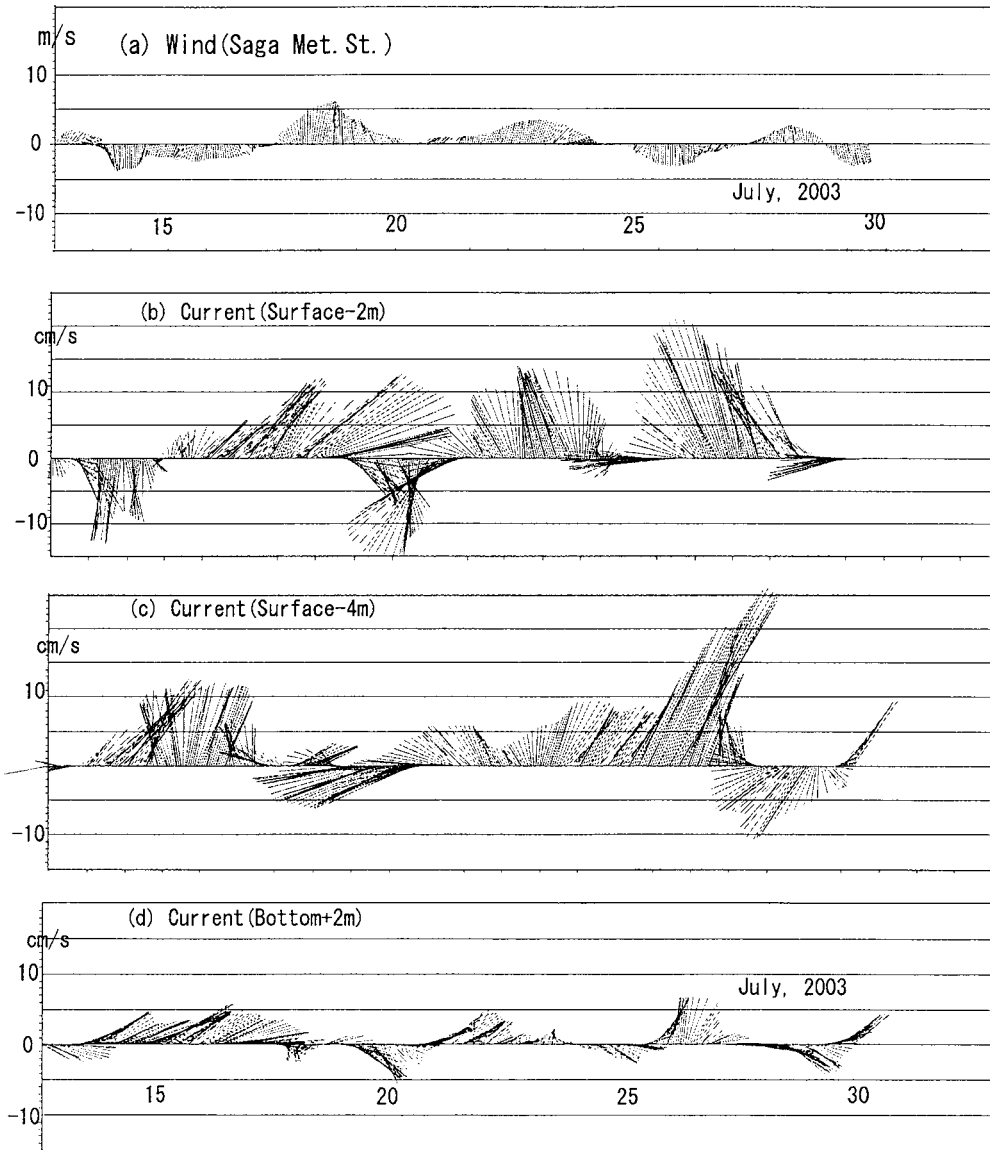 m/s
(a) Wind(Saga Met. St.)
10
0
July, 2003
-10
15 20 25 30
(b) Current(Surface-2m)
cm/s
10
0
-10
(c) Current(Surface-4m)
cm/s
10
0
-10
(d) Current(Bottom+2m)
cm/s
10
July, 2003
0
15 20 25 30
-10